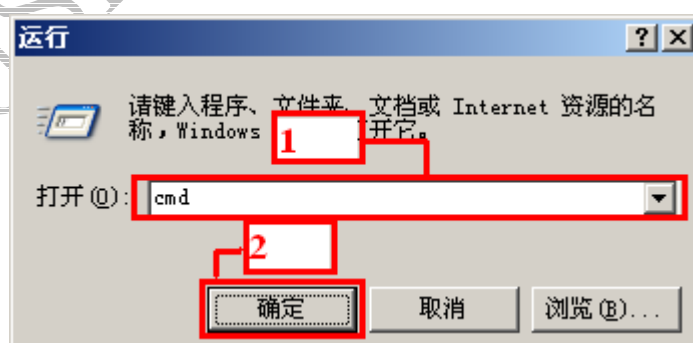 运行
请键入程序、文件夹、文档或 Internet 资源的名
称，Windows 开它。
1
打开(O): cmd
2
确定 取消 浏览(B)...